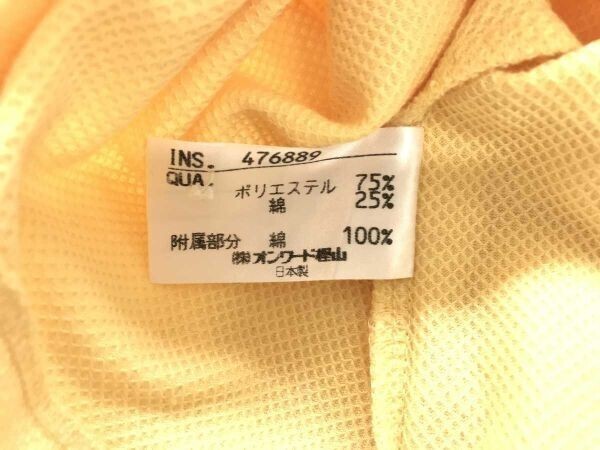 INS. 476889
QUA.
ポリエステル 75%
綿 25%
附属部分 綿 100%
㈱オンワード樫山
日本製